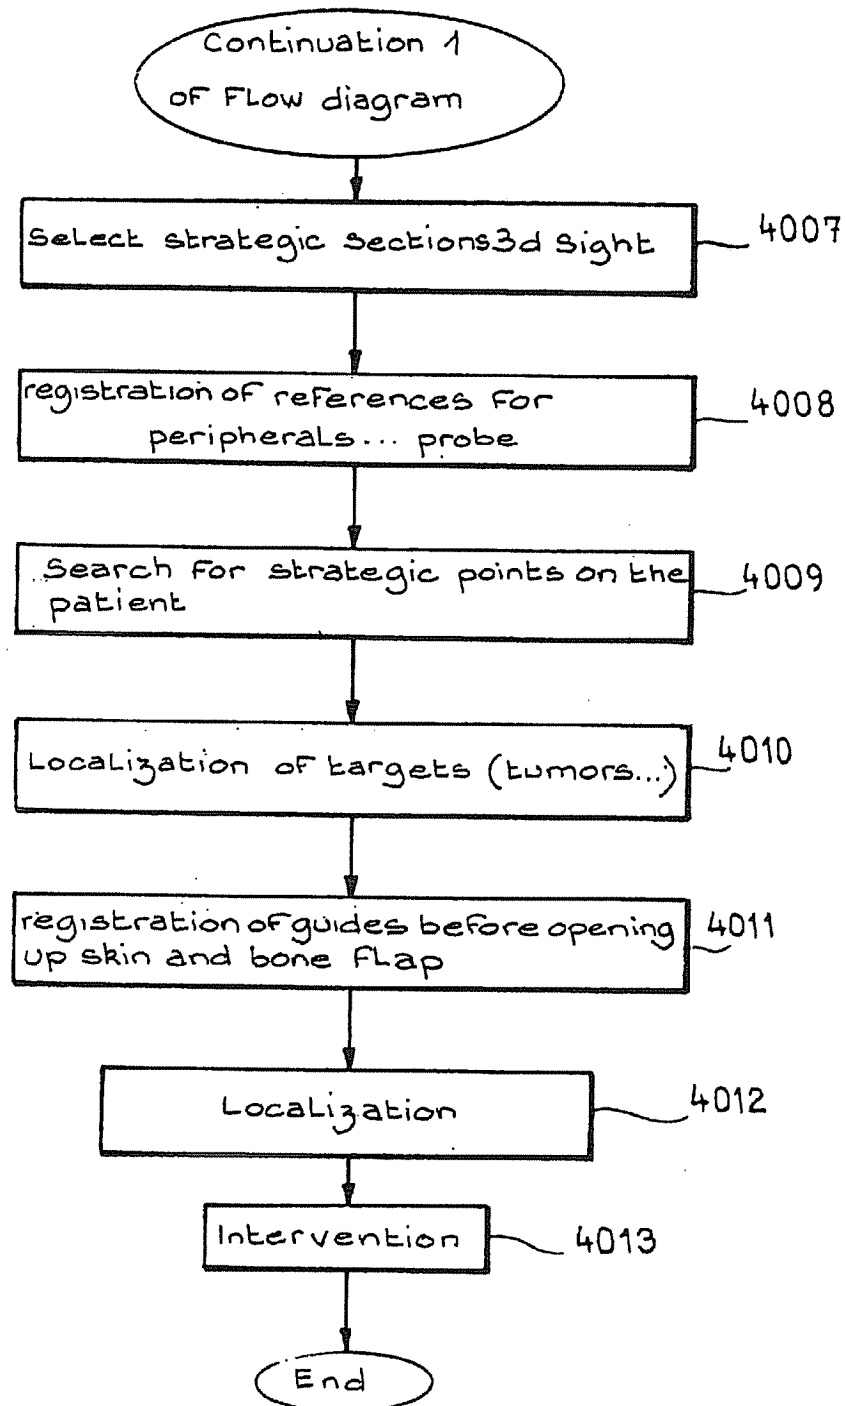 Continuation 1
of Flow diagram
Select strategic sections3d Sight
4007
registration of references for
peripherals... probe
4008
Search for strategic points on the
patient
4009
Localization of targets (tumors...)
4010
registration of guides before opening
up skin and bone flap
4011
Localization
4012
Intervention
4013
End